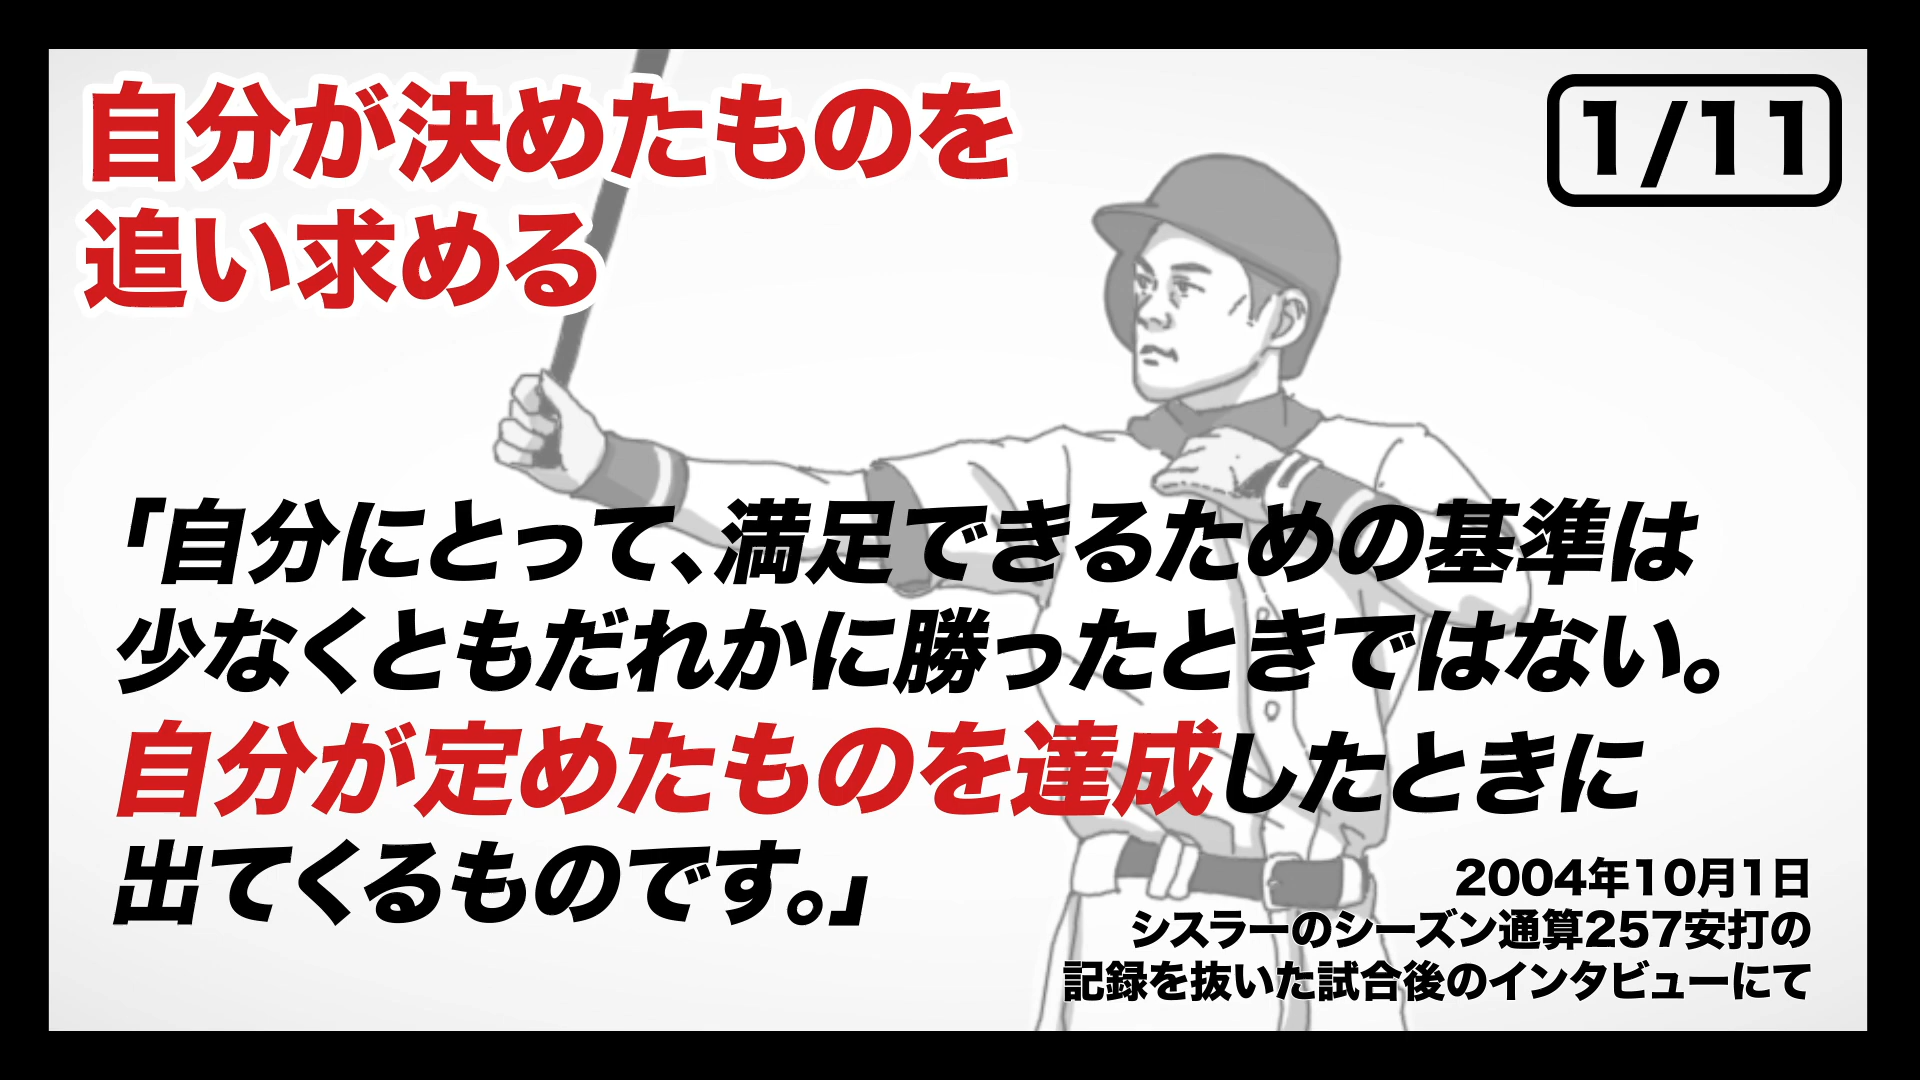 自分が決めたものを
追い求める
1/11
「自分にとって、満足できるための基準は
少なくともだれかに勝ったときではない。
自分が定めたものを達成したときに
出てくるものです。」
2004年10月1日
シスラーのシーズン通算257安打の
記録を抜いた試合後のインタビューにて